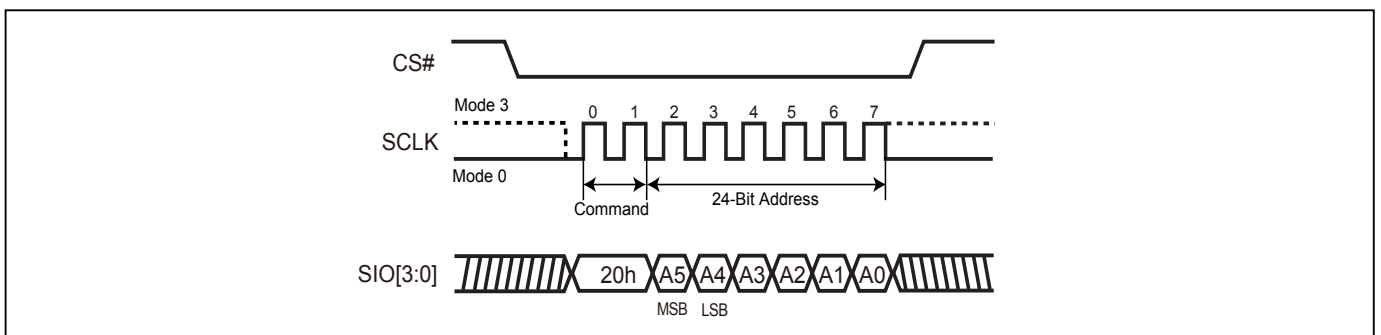 CS#
Mode 3
0 1 2 3 4 5 6 7
SCLK
Mode 0
Command
24-Bit Address
SIO[3:0]
20h A5 A4 A3 A2 A1 A0
MSB LSB